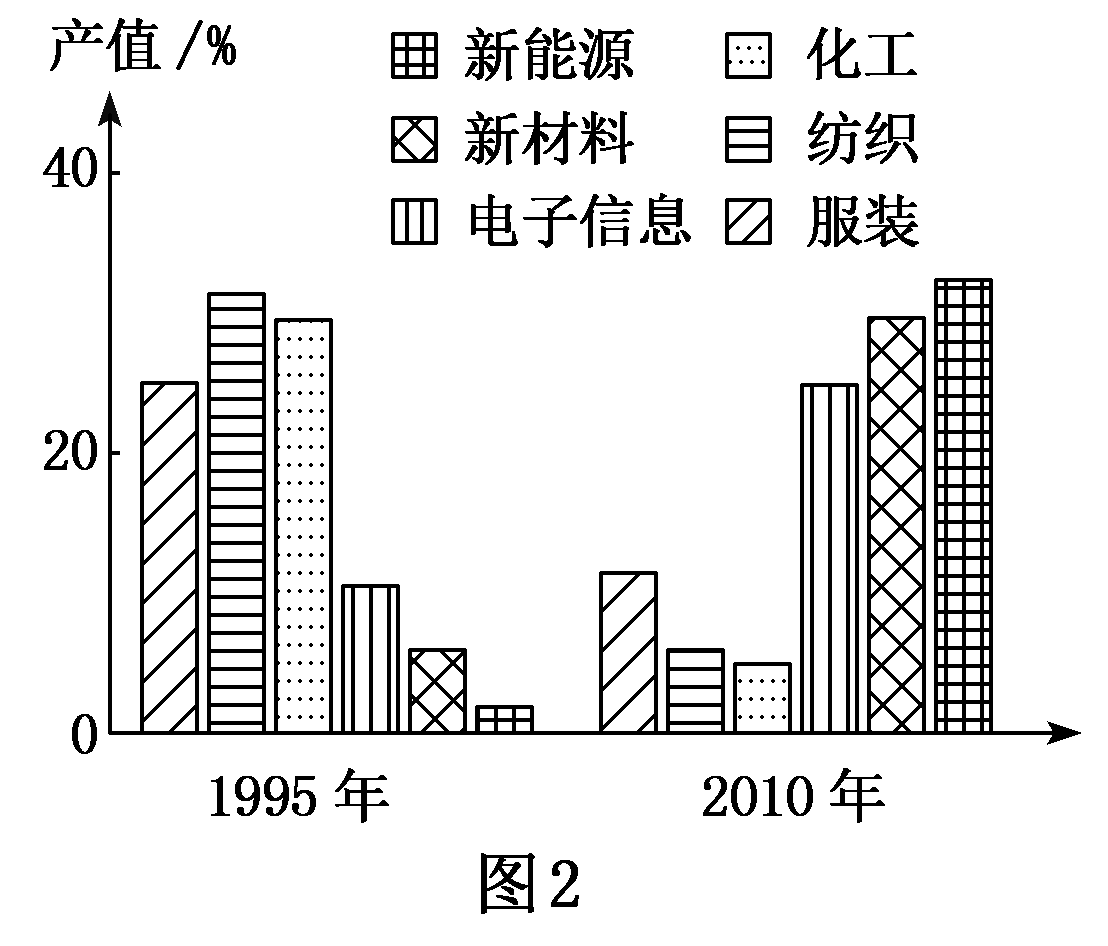 产值/%
新能源 化工
新材料 纺织
电子信息 服装
40
20
0
1995年 2010年
图2